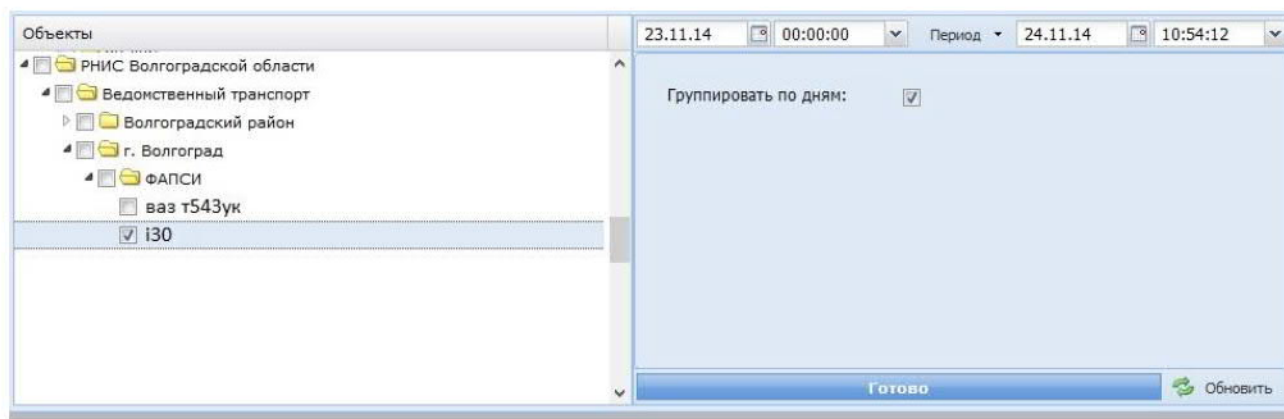 Объекты
РНИС Волгоградской области
Ведомственный транспорт
Волгоградский район
г. Волгоград
ФАПСИ
ваз т543ук
i30
23.11.14 00:00:00 Период 24.11.14 10:54:12
Группировать по дням:
Готово Обновить